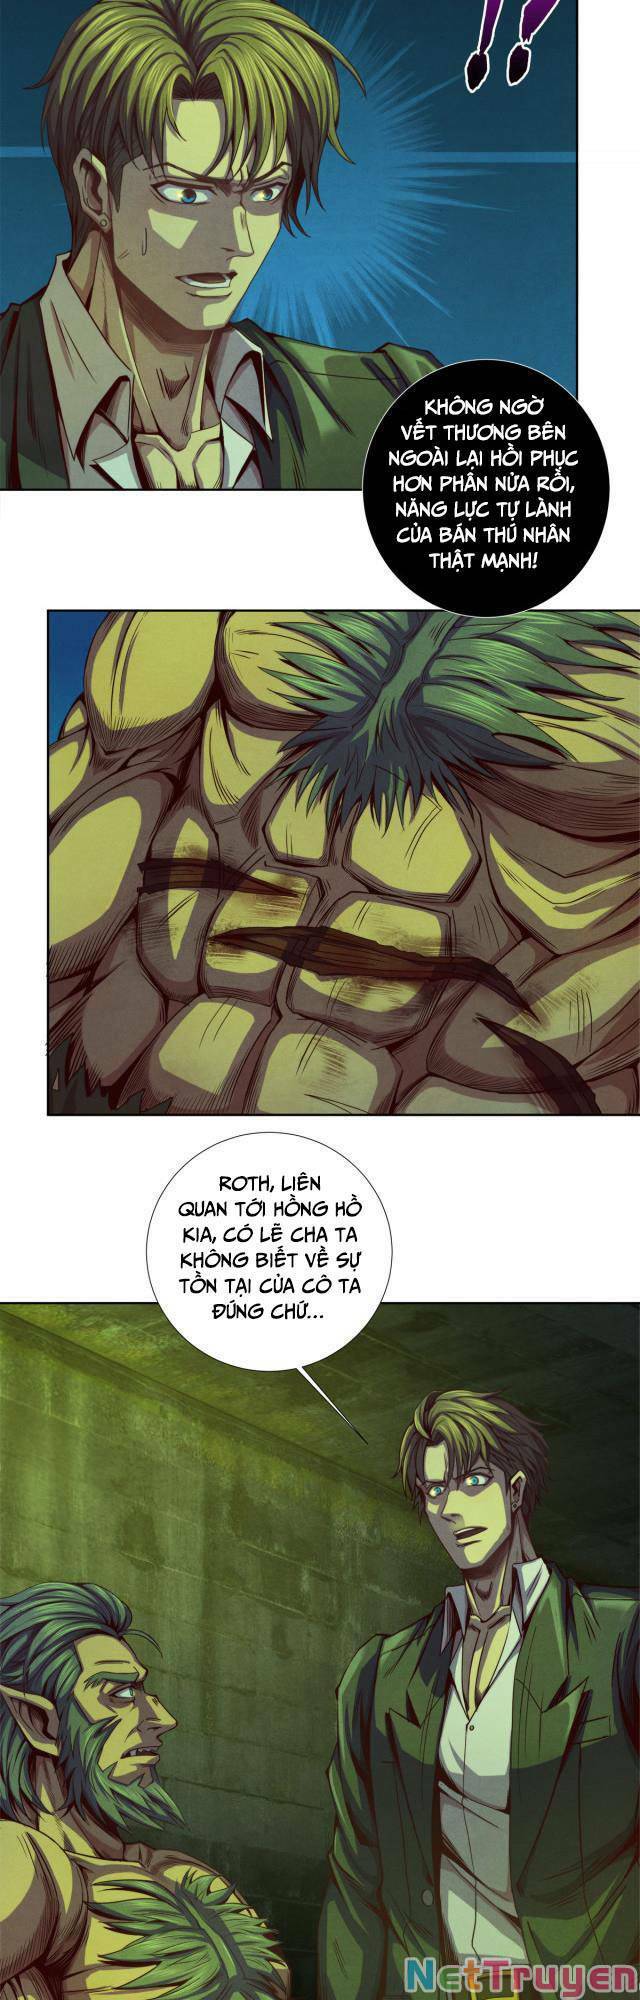 KHÔNG NGỜ
VẾT THƯƠNG BÊN
NGOÀI LẠI HỒI PHỤC
HƠN PHÂN NỬA RỒI,
NĂNG LỰC TỰ LÀNH
CỦA BÁN THÚ NHÂN
THẬT MẠNH!
ROTH, LIÊN
QUAN TỚI HỒNG HỒ
KIA, CÓ LẼ CHA TA
KHÔNG BIẾT VỀ SỰ
TỒN TẠI CỦA CÔ TA
ĐÚNG CHỨ...
NetTruyen